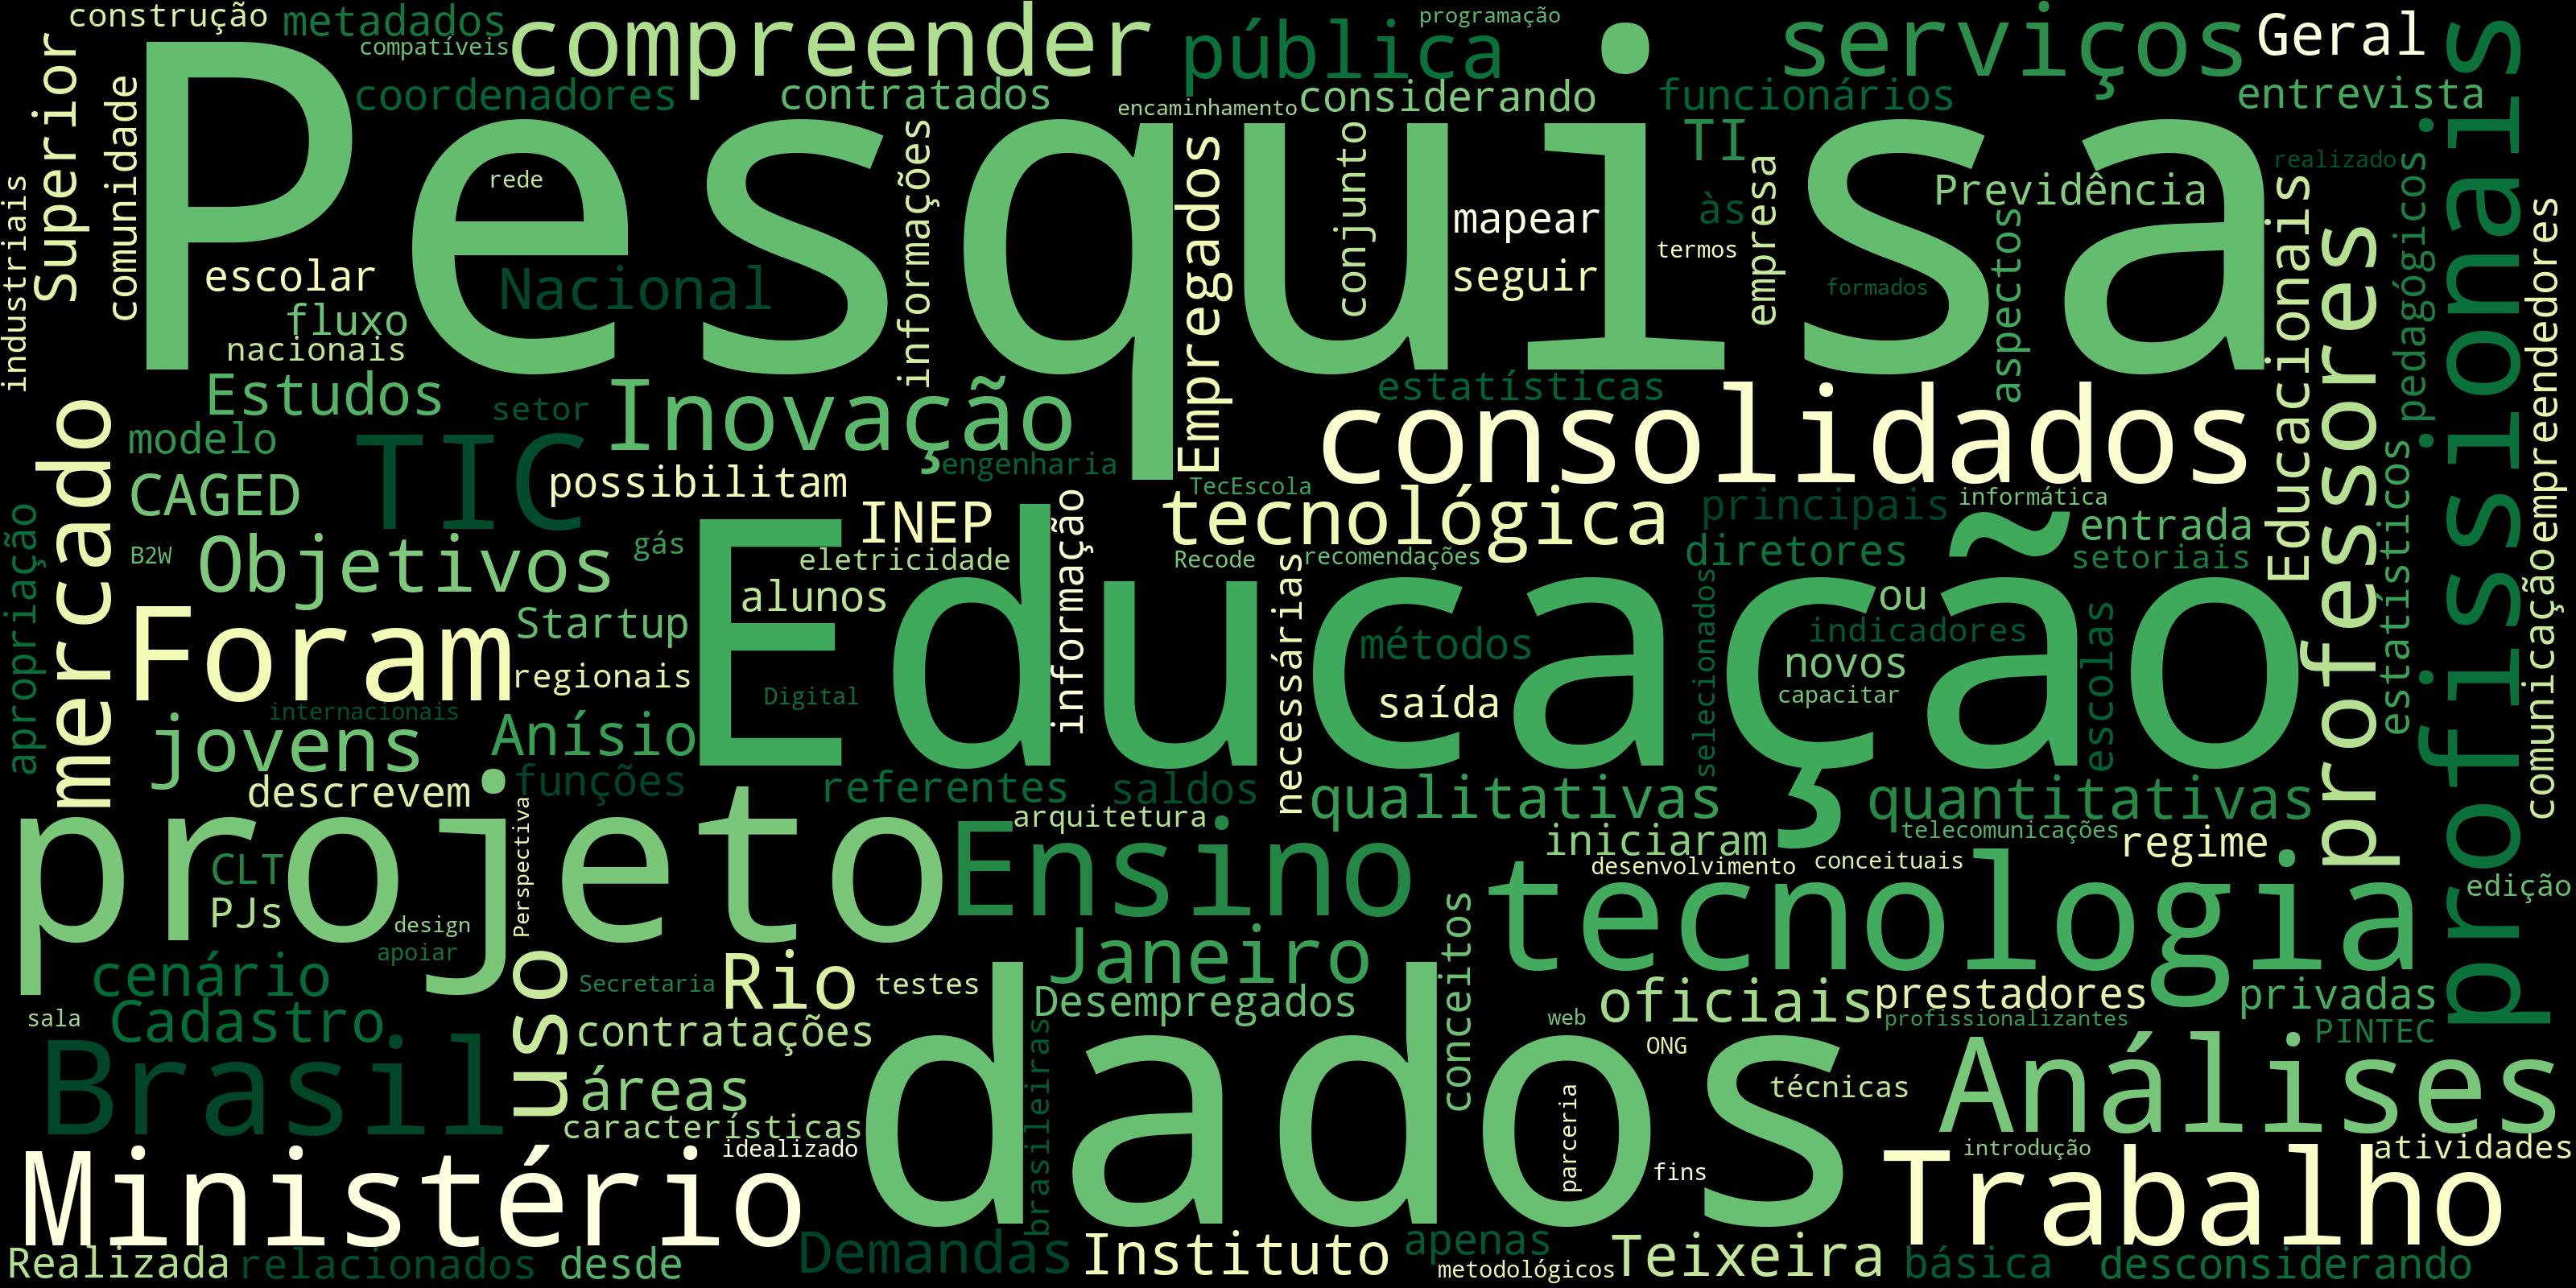 construção
metadados
compatíveis
compreender
pública
programação
•
serviços
Geral
profissionais
Superior
comunidade
industriais
coordenadores
contratados
encaminhamento
considerando
funcionários
entrevista
Pesquisa
rede
informações
Empregados
conjunto
mapear
seguir
TI
às
termos
empresa
Previdência
formados
aspectos
realizado
Educacionais
professores
pedagógicos
empreendedores
escolar
Nacional
fluxo
nacionais
Estudos
setor
Inovação
estatísticas
consolidados
modelo
TIC
engenharia
mercado
CAGED
possibilitam
INEP
TecEscola
tecnológica
principais
informática
entrada
estatísticos
comunicação
apropriação
B2W
Objetivos
gás
eletricidade
informação
Recode
recomendações
diretores
setoriais
Foram
Startup
alunos
Educação
necessárias
métodos
selecionados
ou
indicadores
novos
escolas
regionais
Digital
saída
capacitar
internacionais
jovens
Anísio
descrevem
funções
referentes
saldos
qualitativas
quantitativas
projeto
Perspectiva
arquitetura
Ensino
iniciaram
telecomunicações
regime
desenvolvimento
conceituais
CLT
PJs
design
apoiar
tecnologia
edição
cenário
uso
Secretaria
Rio
testes
Janeiro
conceitos
sala
Cadastro
contratações
Desempregados
web
oficiais
prestadores
privadas
profissionalizantes
PINTEC
Brasil
áreas
brasileiras
ONG
dados
parceria
técnicas
Análises
características
idealizado
fins
introdução
atividades
Ministério
Trabalho
Realizada
relacionados
desde
Demandas
Instituto
apenas
metodológicos
Teixeira
básica
desconsiderando